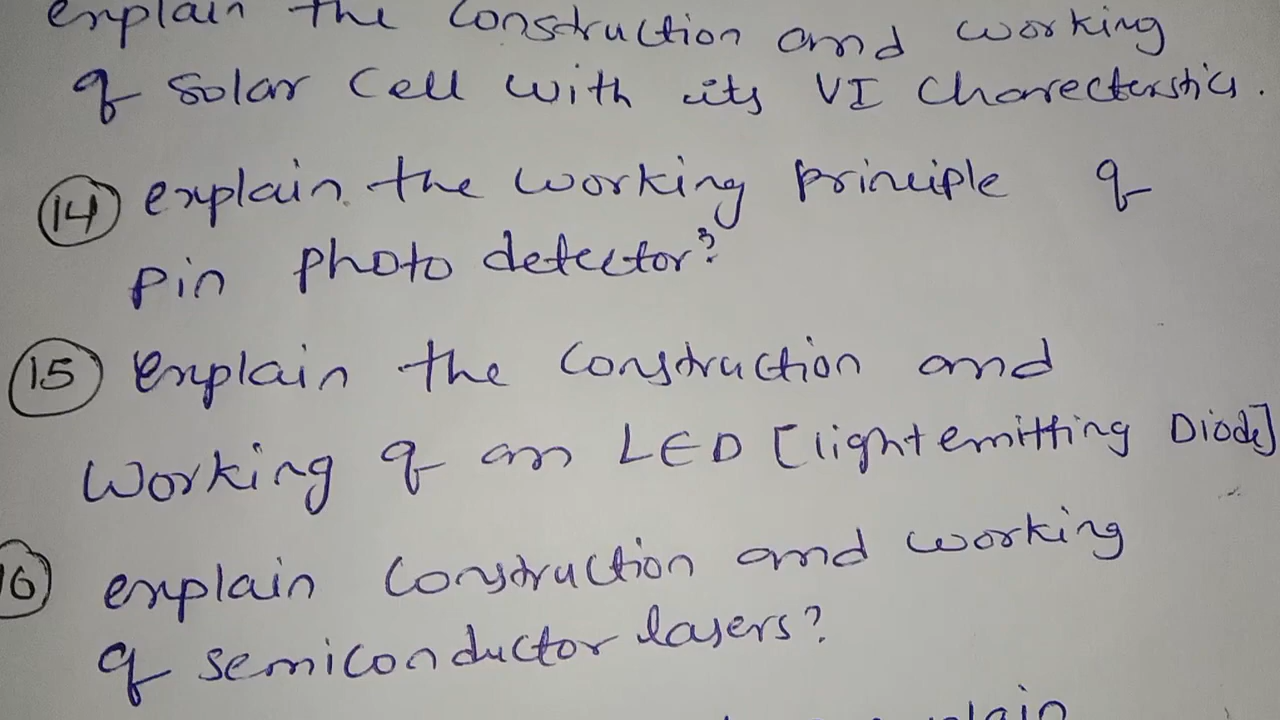 explain the construction and working
of solar cell with its VI charecterstics.
14 explain the working principle of
pin photo detector?
15 explain the construction and
working of an LED [light emitting Diode]
16 explain construction and working
of semiconductor lasers?